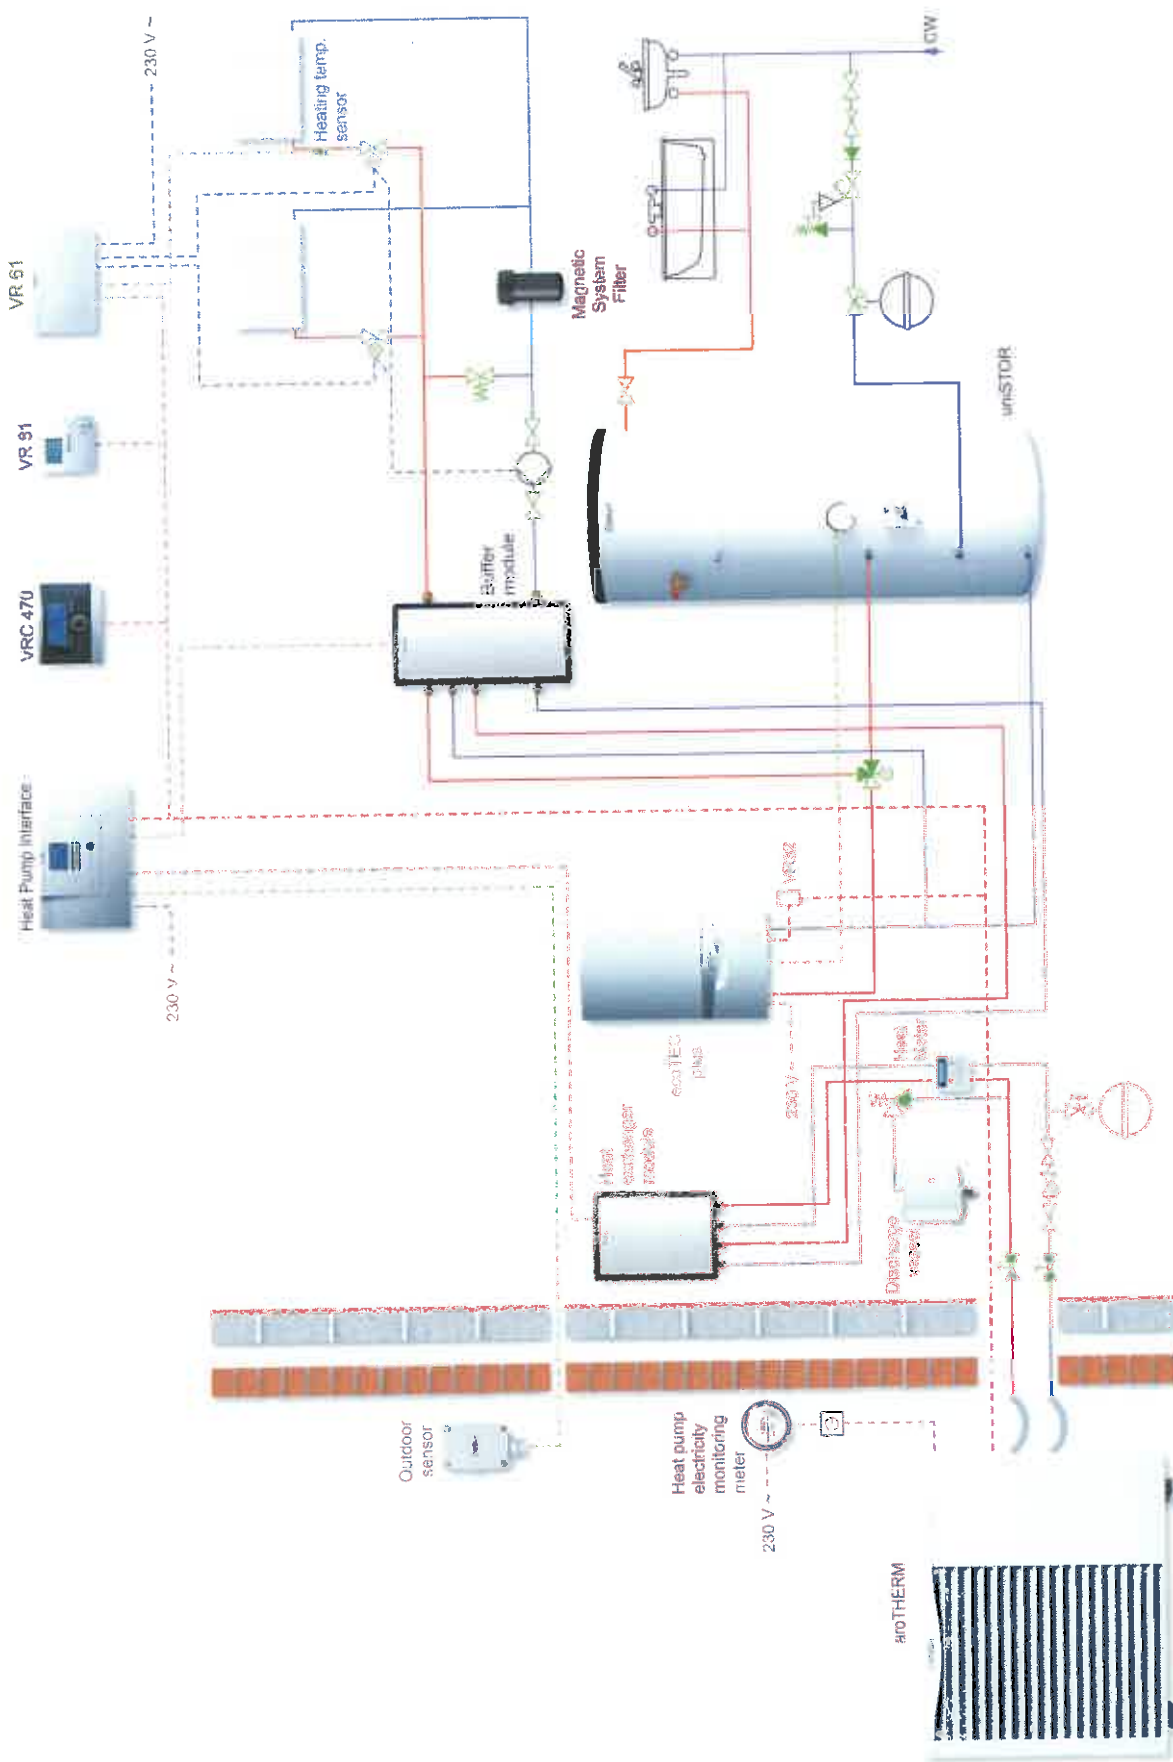 Heat Pump Interface
VRC 470
VR 81
VR 61
230 V ~
230 V ~
Heating temp.
sensor
Buffer
module
Magnetic
System
Filter
CW
uniSTOR
VR32
ecoTEC
plus
230 V ~
Heat
Meter
Heat
exchanger
module
Discharge
vessel
Outdoor
sensor
Heat pump
electricity
monitoring
meter
230 V ~
aroTHERM